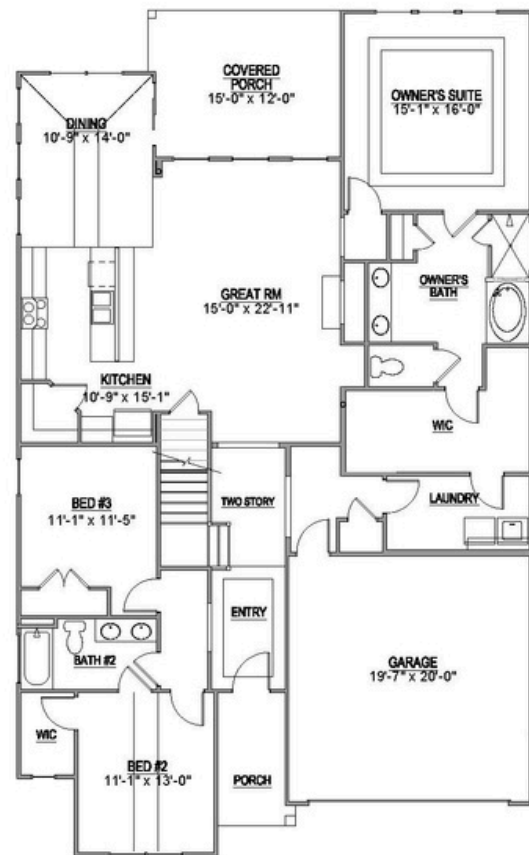 COVERED
PORCH
15'-0" x 12'-0"
OWNER'S SUITE
15'-1" x 16'-0"
DINING
10'-9" x 14'-0"
OWNER'S
BATH
GREAT RM
15'-0" x 22'-11"
KITCHEN
10'-9" x 15'-1"
WIC
BED #3
11'-1" x 11'-5"
TWO STORY
LAUNDRY
ENTRY
BATH #2
GARAGE
19'-7" x 20'-0"
WIC
BED #2
11'-1" x 13'-0"
PORCH